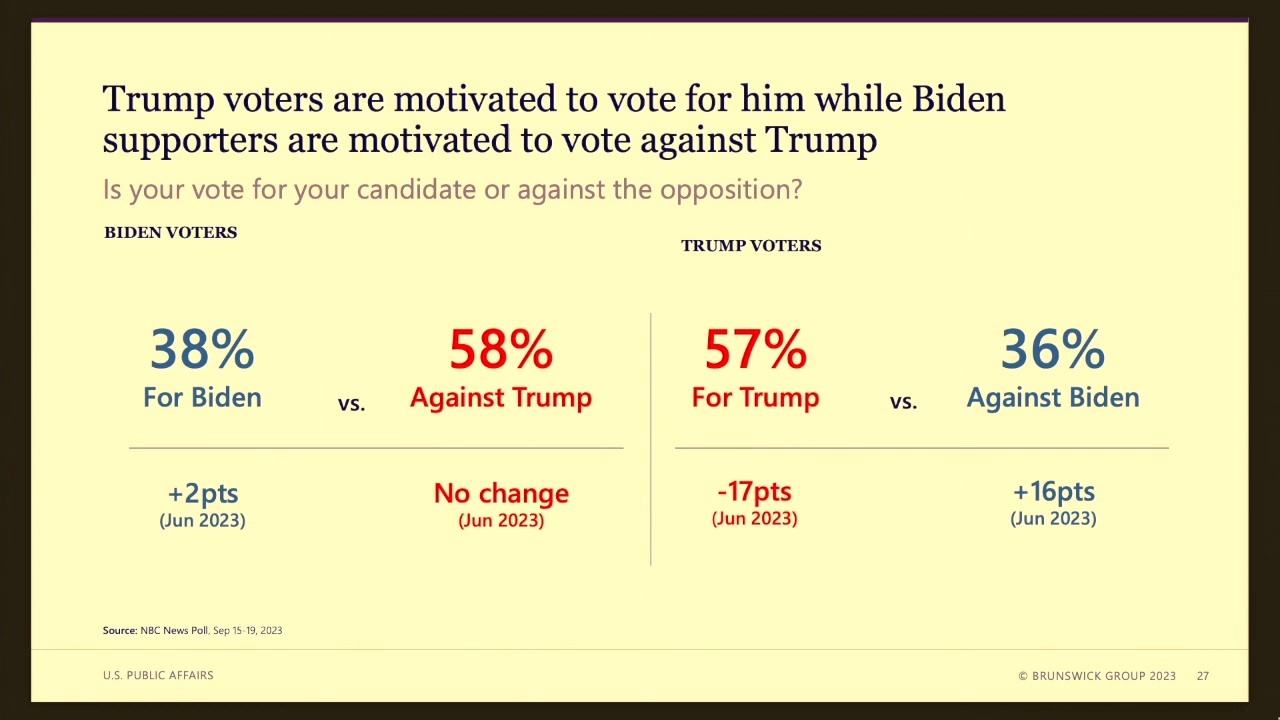 Trump voters are motivated to vote for him while Biden
supporters are motivated to vote against Trump
Is your vote for your candidate or against the opposition?
BIDEN VOTERS
38%
For Biden
vs.
58%
Against Trump
+2pts
(Jun 2023)
No change
(Jun 2023)
TRUMP VOTERS
57%
For Trump
vs.
36%
Against Biden
-17pts
(Jun 2023)
+16pts
(Jun 2023)
Source: NBC News Poll, Sep 15-19, 2023
U.S. PUBLIC AFFAIRS
© BRUNSWICK GROUP 2023 27